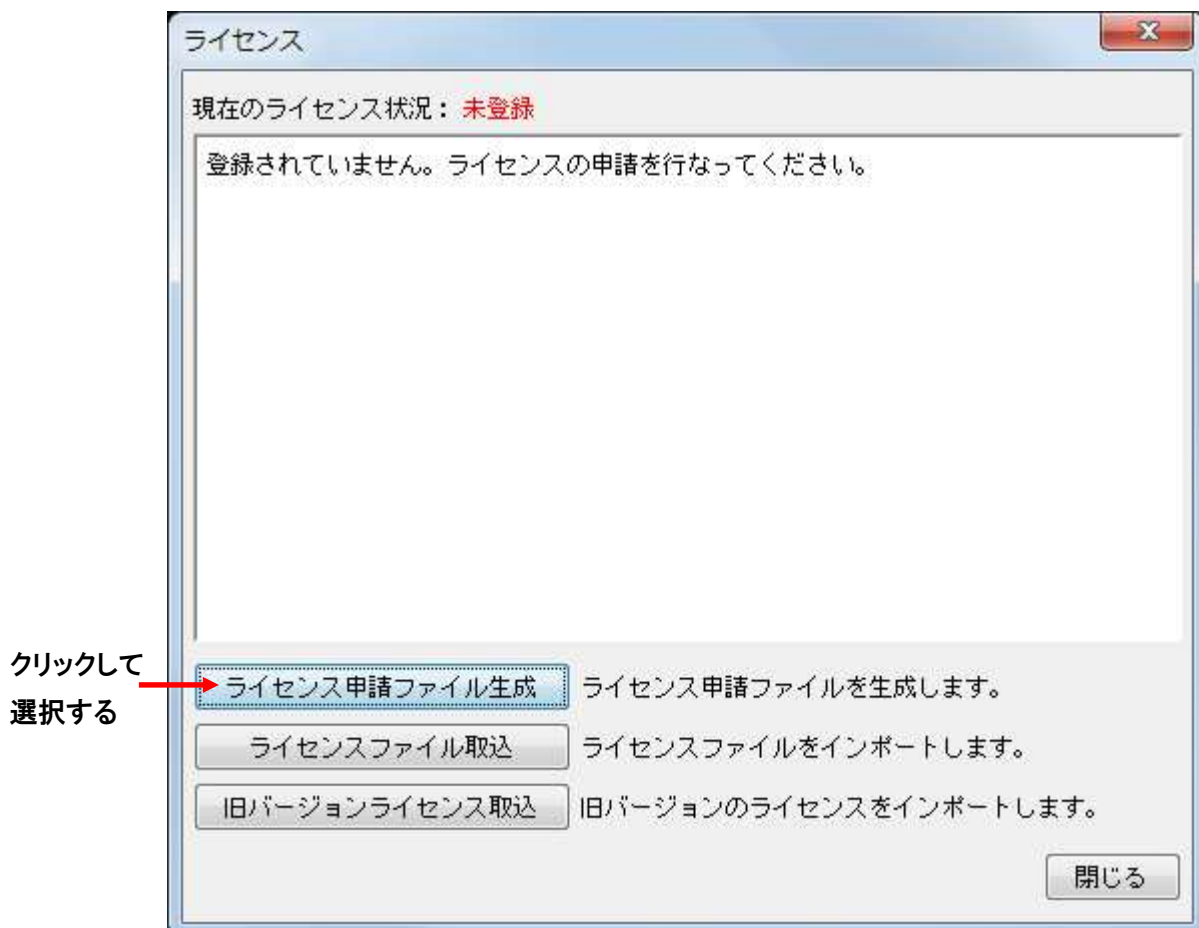 ライセンス
現在のライセンス状況： 未登録
登録されていません。ライセンスの申請を行なってください。
クリックして
選択する
ライセンス申請ファイル生成 ライセンス申請ファイルを生成します。
ライセンスファイル取込 ライセンスファイルをインポートします。
旧バージョンライセンス取込 旧バージョンのライセンスをインポートします。
閉じる